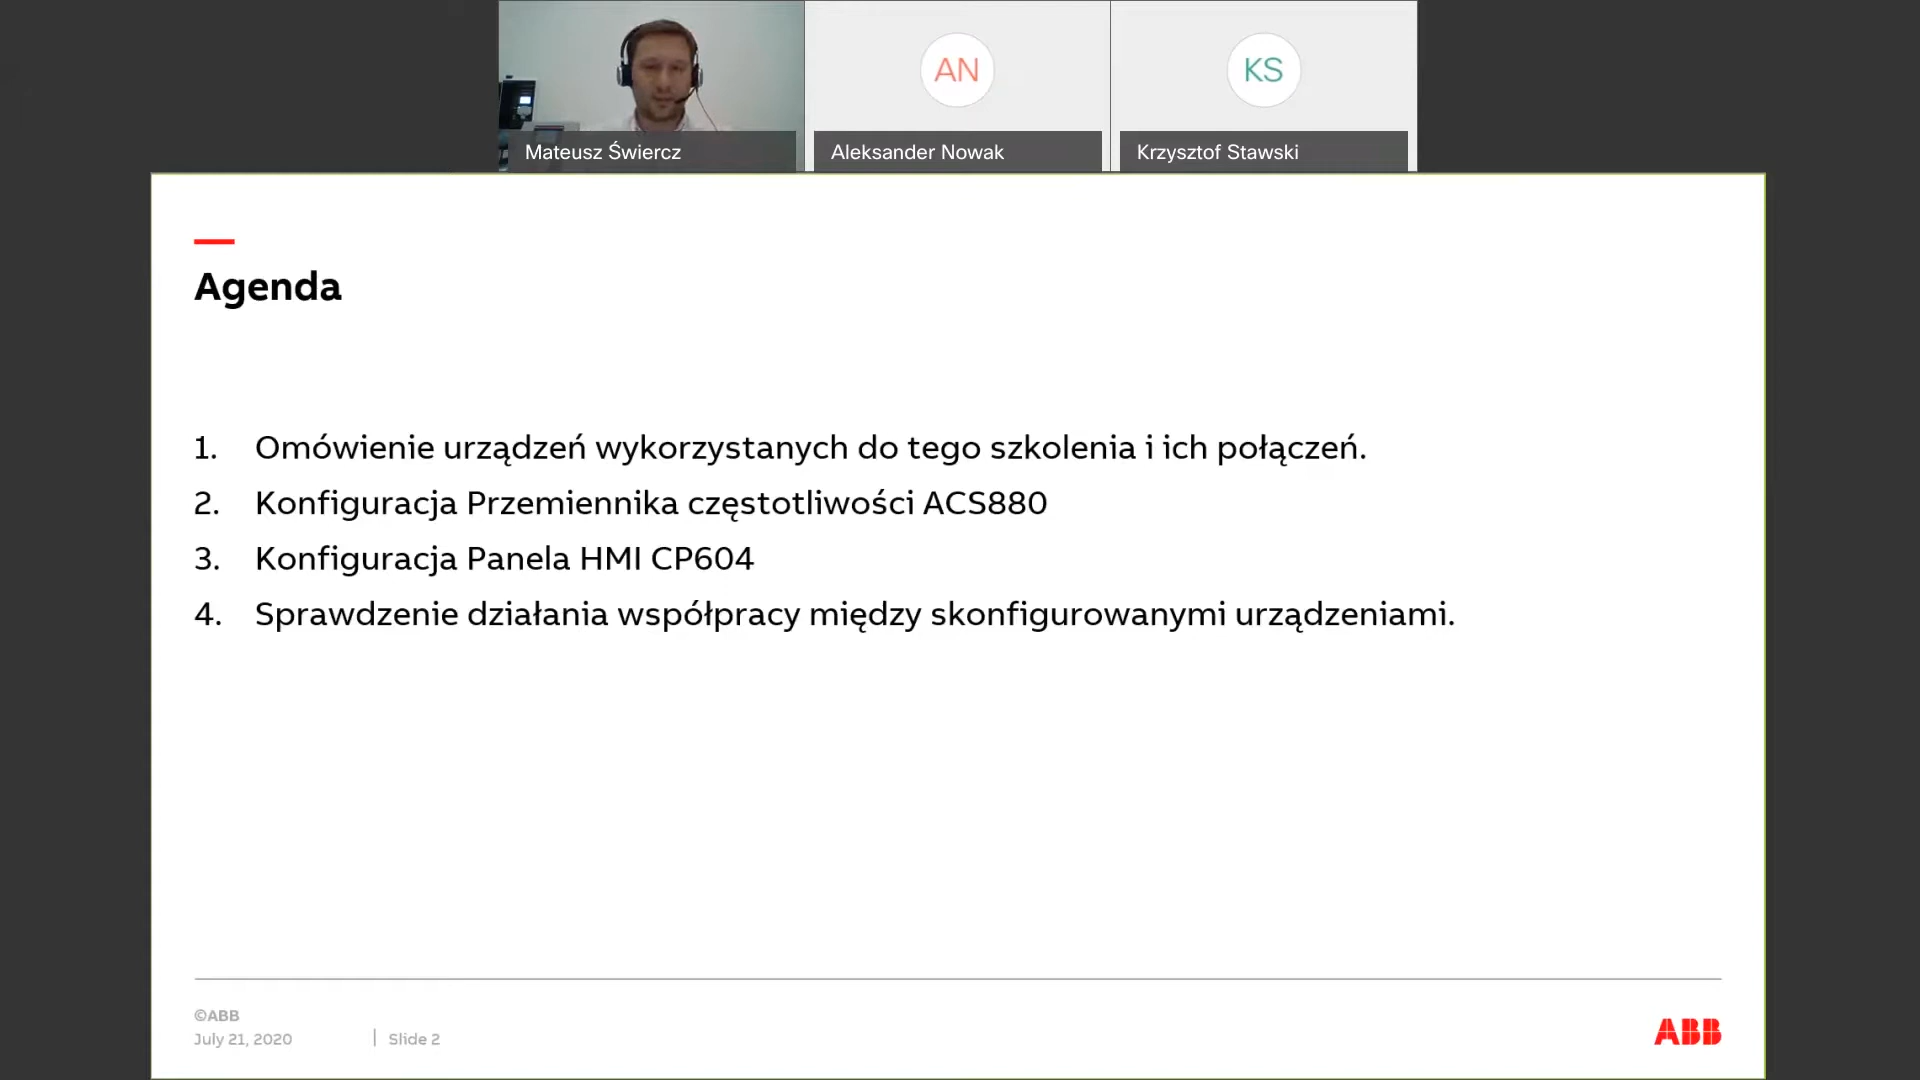 AN
KS
Mateusz Świercz
Aleksander Nowak
Krzysztof Stawski
Agenda
1. Omówienie urządzeń wykorzystanych do tego szkolenia i ich połączeń.
2. Konfiguracja Przemiennika częstotliwości ACS880
3. Konfiguracja Panela HMI CP604
4. Sprawdzenie działania współpracy między skonfigurowanymi urządzeniami.
©ABB
July 21, 2020 | Slide 2
ABB